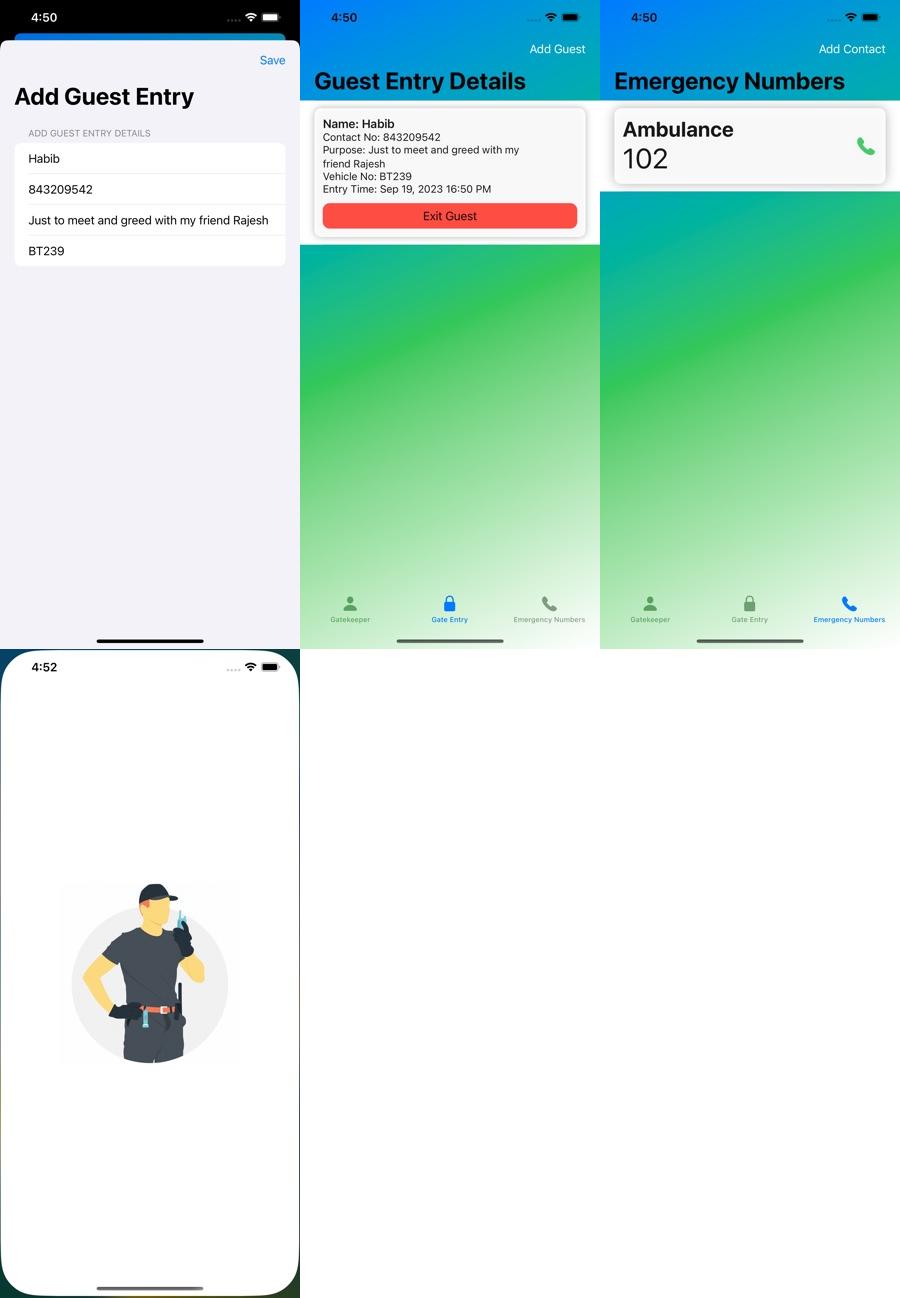 4:50
Save
Add Guest Entry
ADD GUEST ENTRY DETAILS
Habib
843209542
Just to meet and greed with my friend Rajesh
BT239
4:50
Add Guest
Guest Entry Details
Name: Habib
Contact No: 843209542
Purpose: Just to meet and greed with my
friend Rajesh
Vehicle No: BT239
Entry Time: Sep 19, 2023 16:50 PM
Exit Guest
Gatekeeper
Gate Entry
Emergency Numbers
4:50
Add Contact
Emergency Numbers
Ambulance
102
Gatekeeper
Gate Entry
Emergency Numbers
4:52